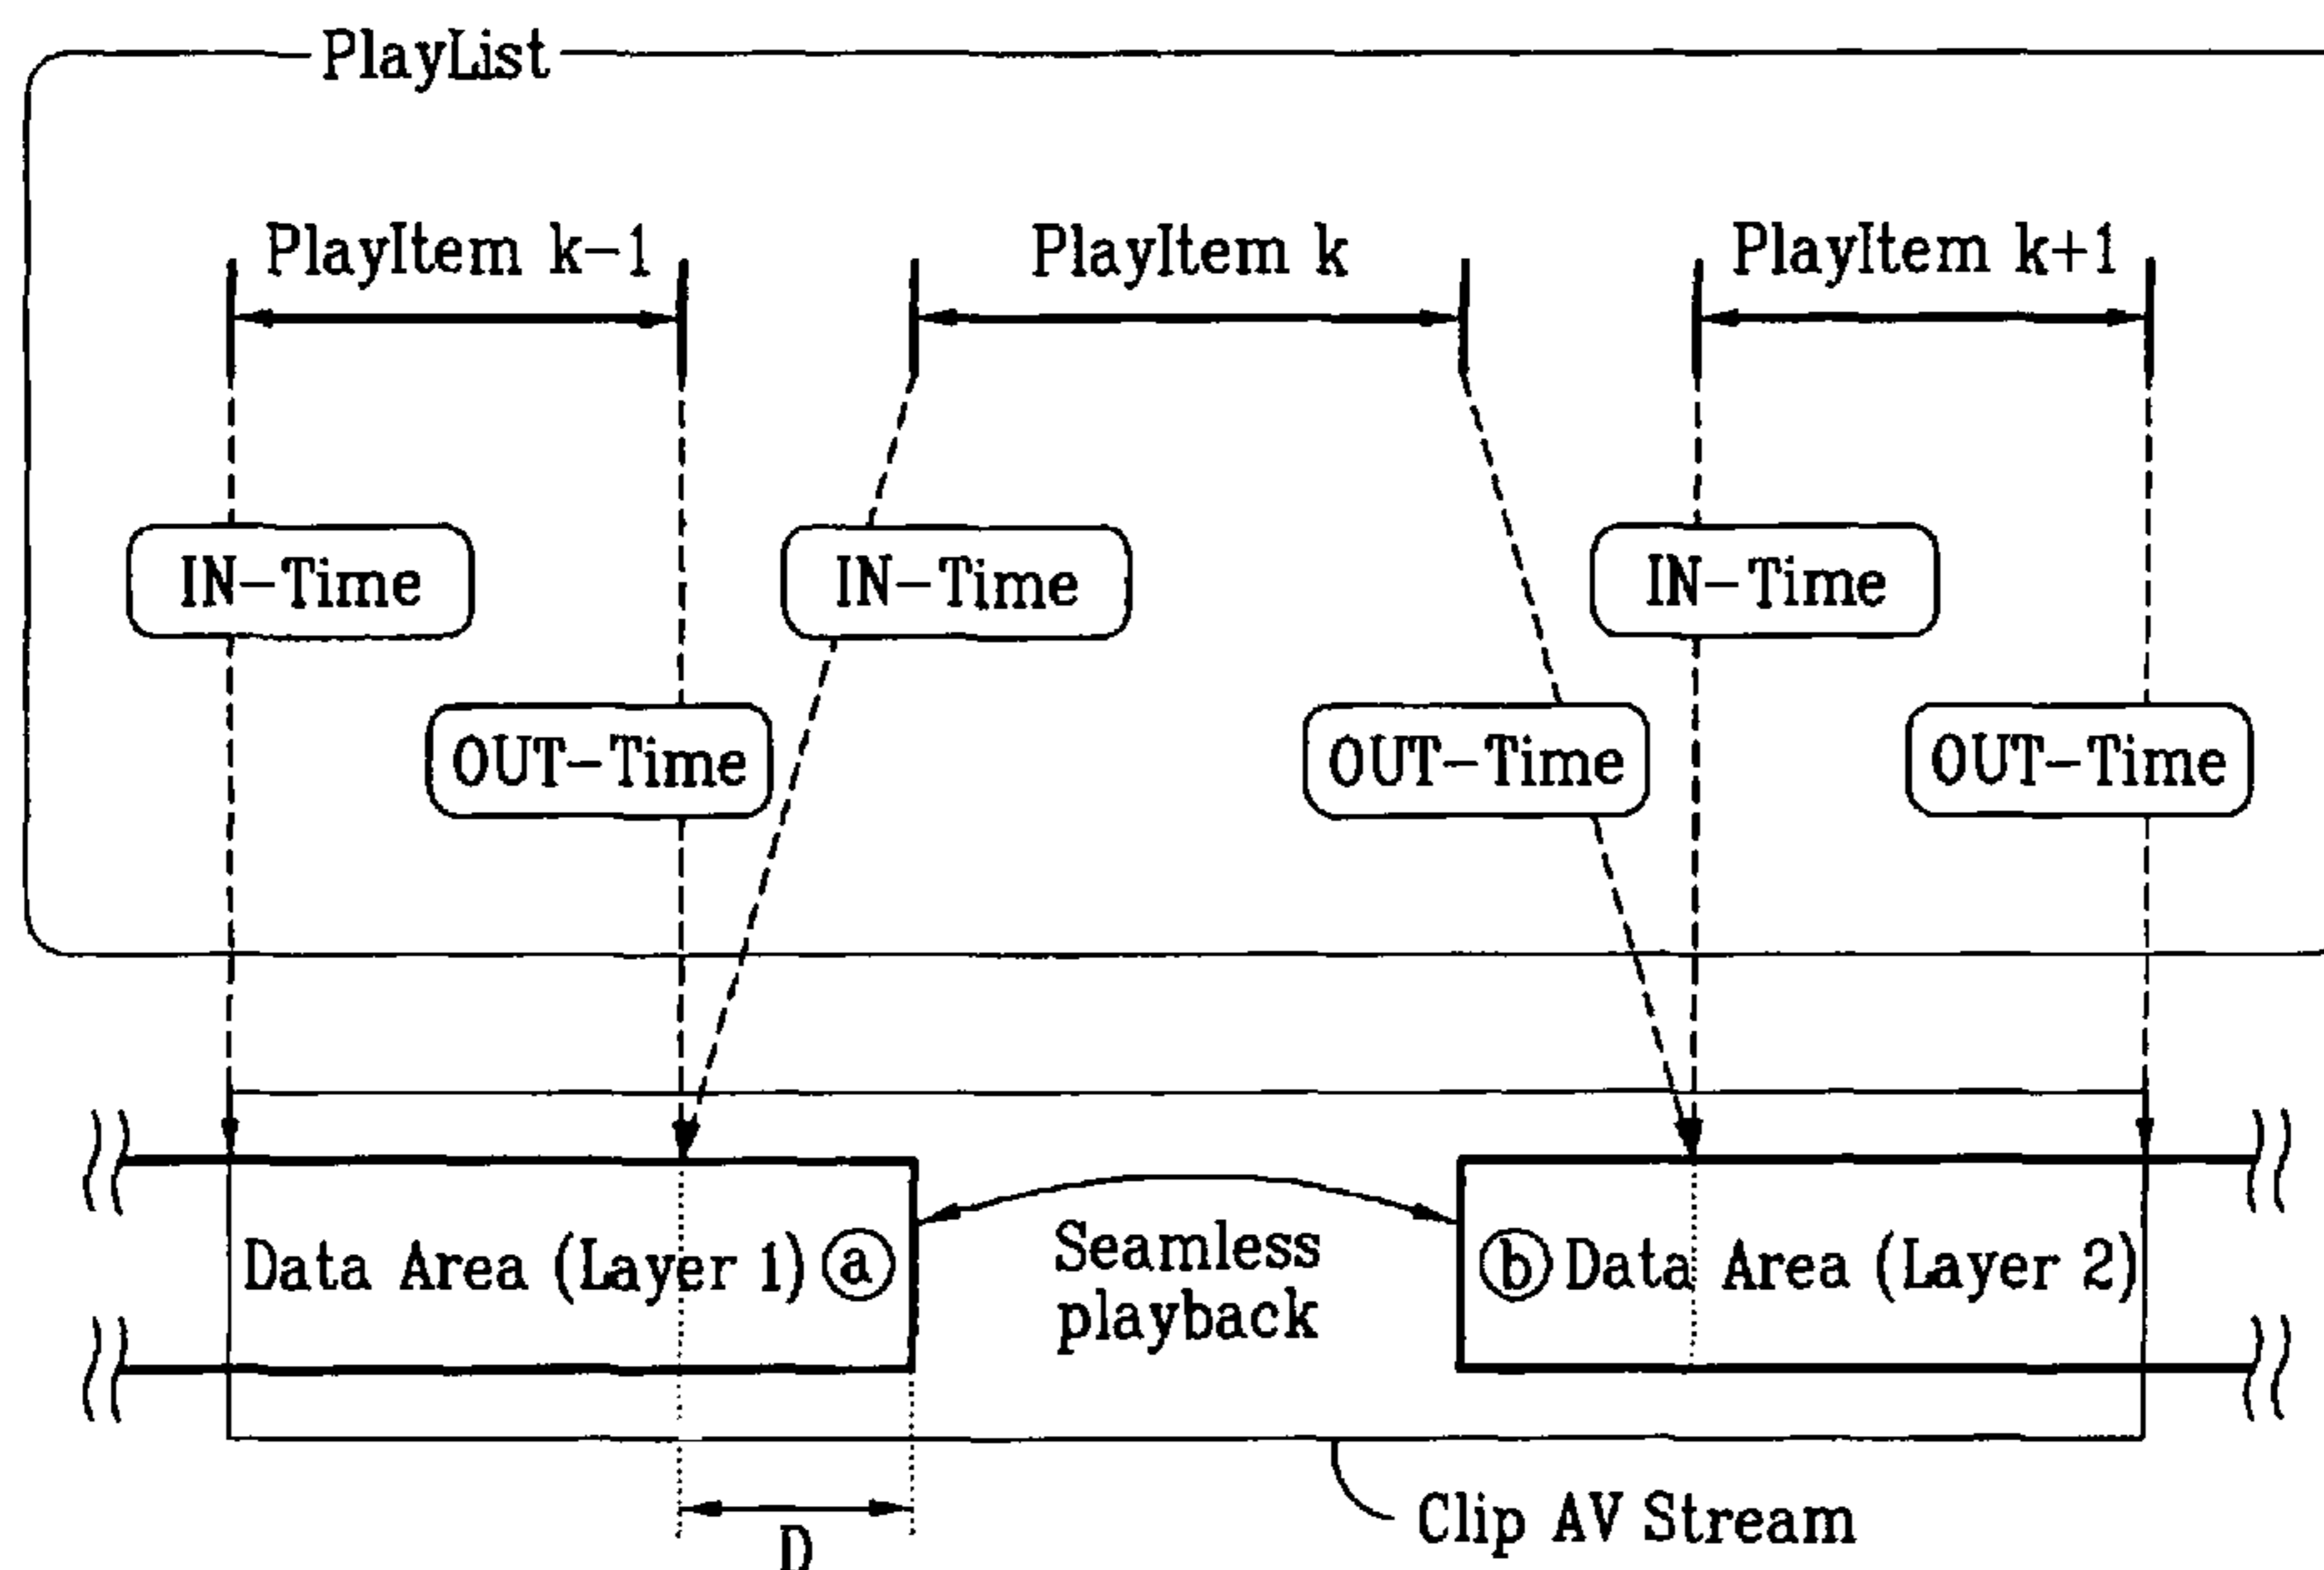 PlayList
PlayItem k-1
PlayItem k
PlayItem k+1
IN-Time
IN-Time
IN-Time
OUT-Time
OUT-Time
OUT-Time
Data Area (Layer 1) ⓐ
Seamless
playback
ⓑ Data Area (Layer 2)
D
Clip AV Stream